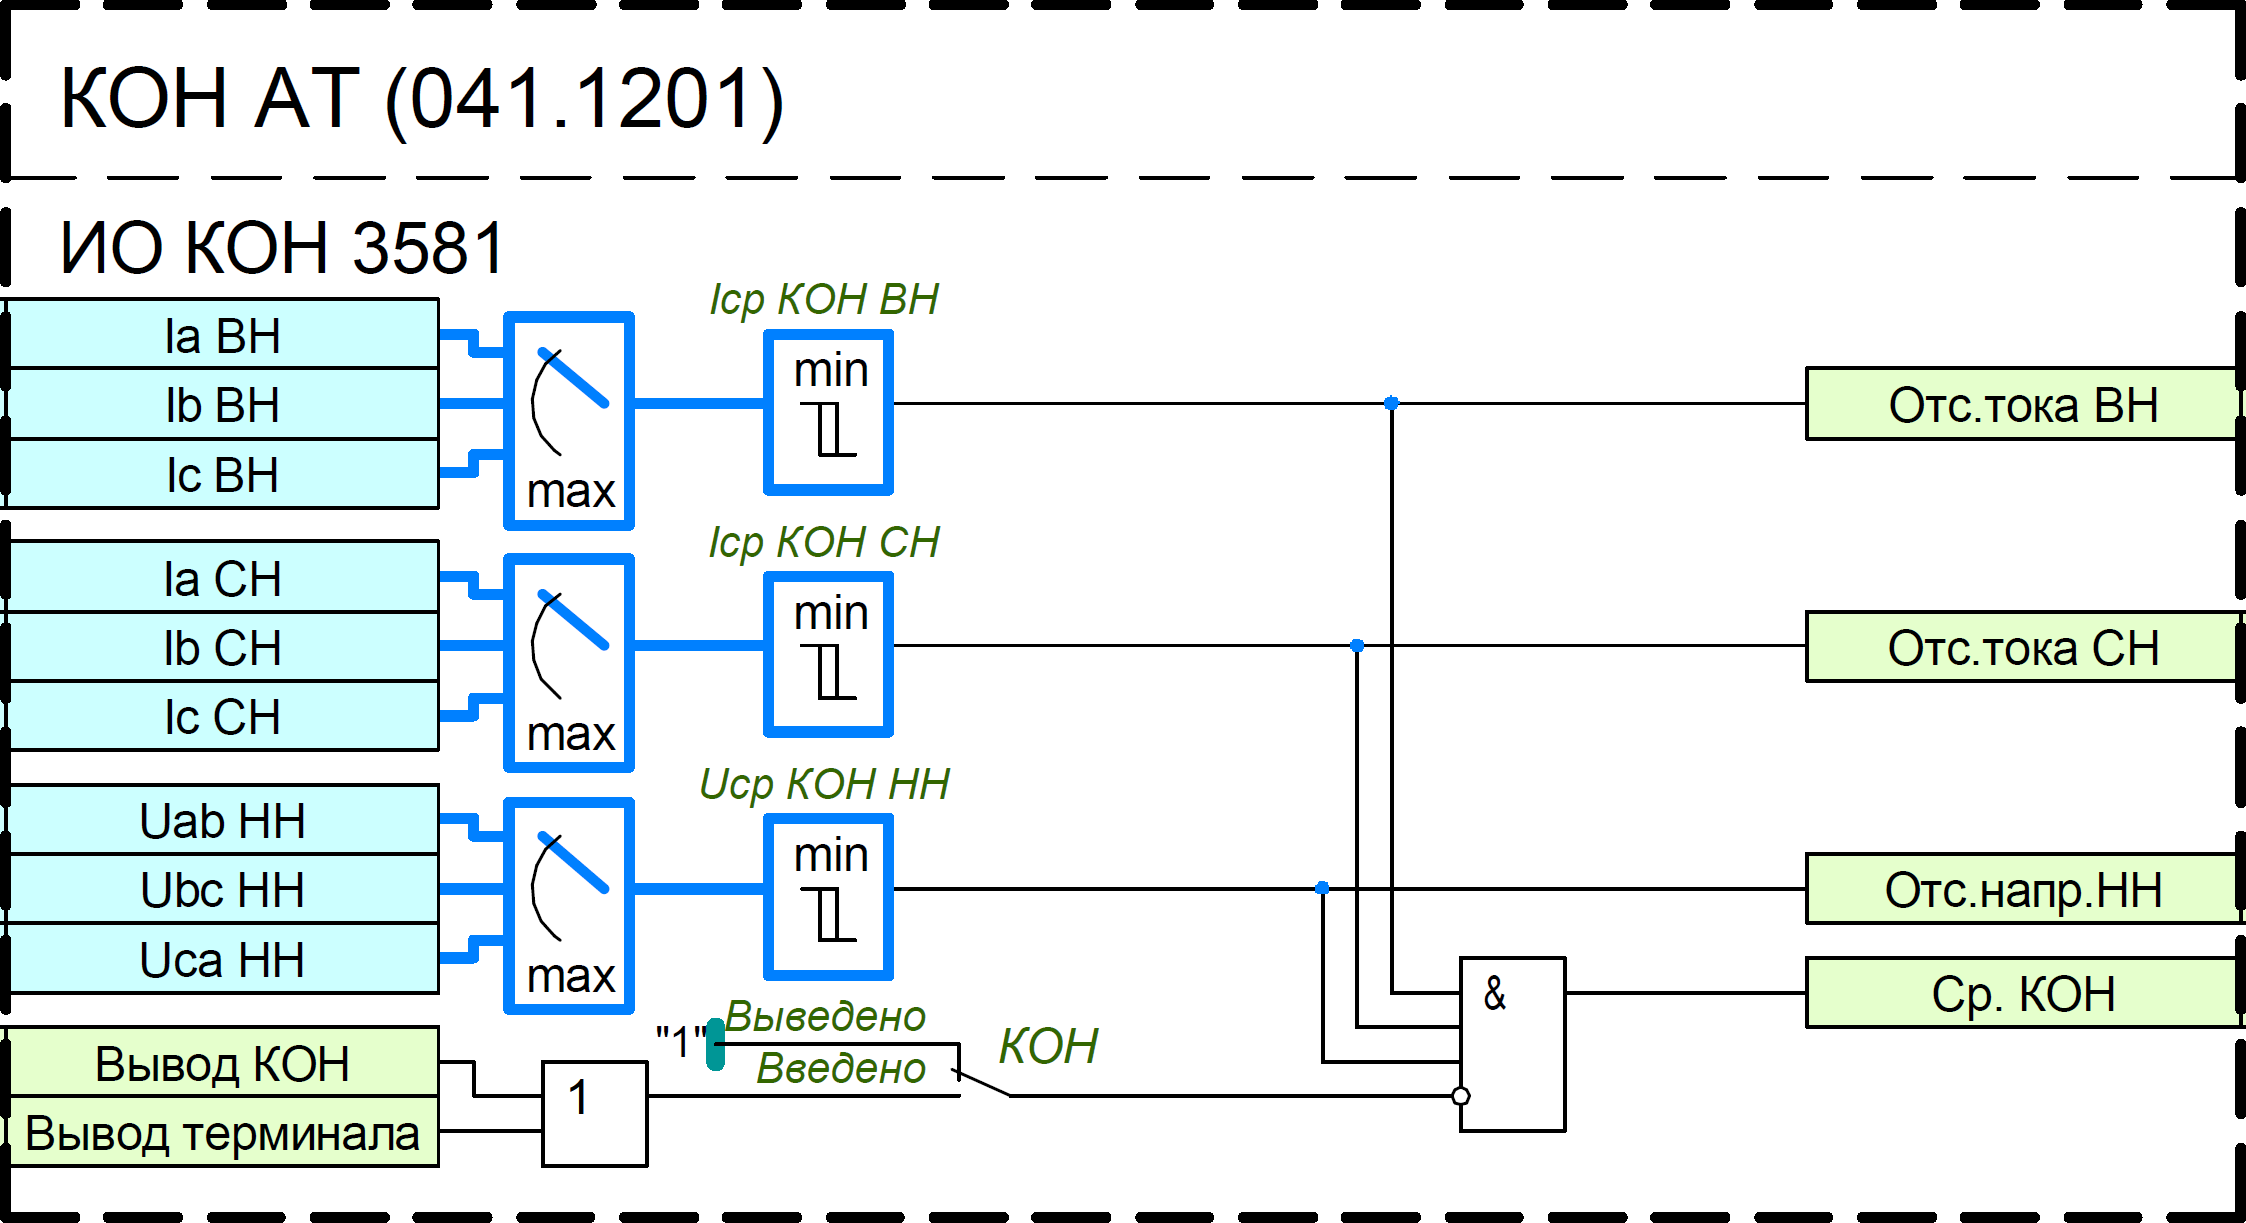 КОН АТ (041.1201)
ИО КОН 3581
Ia ВН
Ib ВН
Ic ВН
max
Iср КОН ВН
min
Отс.тока ВН
Ia СН
Ib СН
Ic СН
max
Iср КОН СН
min
Отс.тока СН
Uab НН
Ubc НН
Uca НН
max
Uср КОН НН
min
Отс.напр.НН
&
Ср. КОН
Вывод КОН
Вывод терминала
1
"1"
Выведено
Введено
КОН